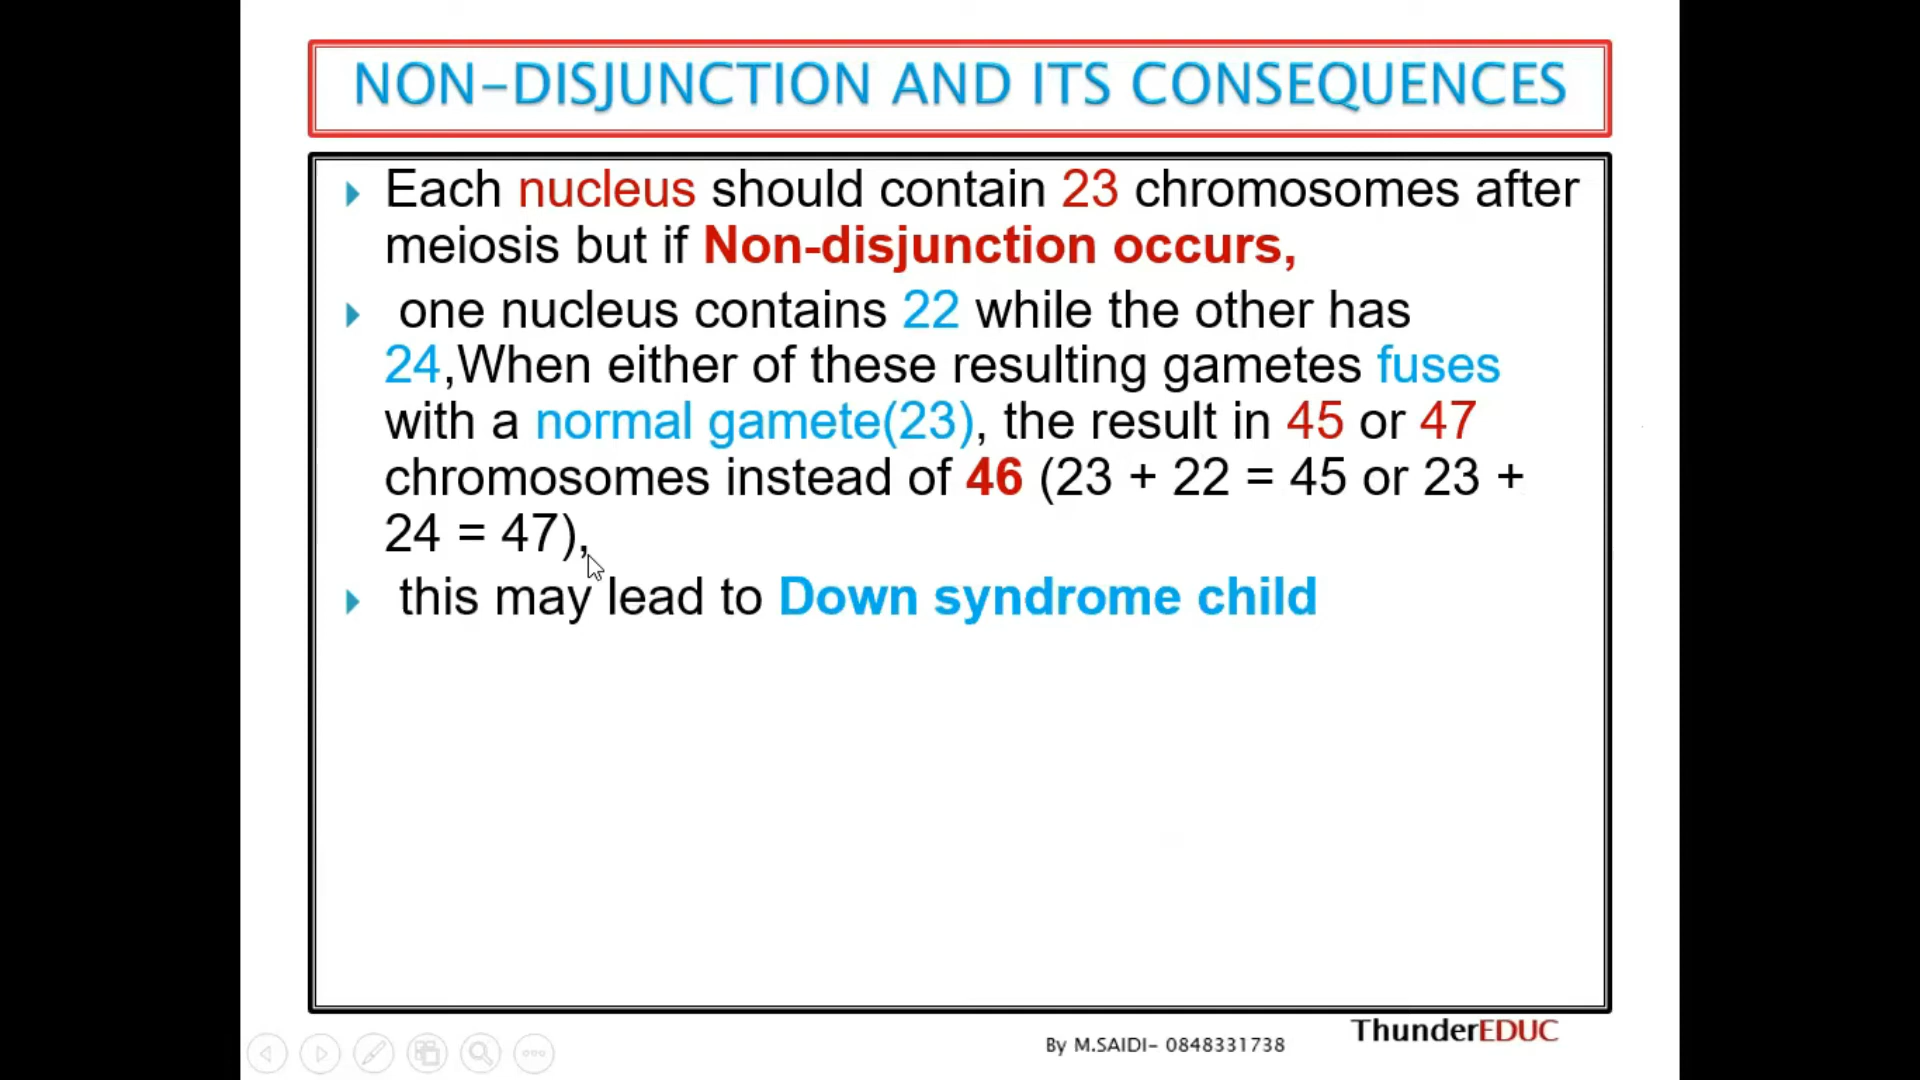 NON-DISJUNCTION AND ITS CONSEQUENCES
Each nucleus should contain 23 chromosomes after
meiosis but if Non-disjunction occurs,
one nucleus contains 22 while the other has
24,When either of these resulting gametes fuses
with a normal gamete(23), the result in 45 or 47
chromosomes instead of 46 (23 + 22 = 45 or 23 +
24 = 47),
this may lead to Down syndrome child
By M.SAIDI- 0848331738
ThunderEDUC